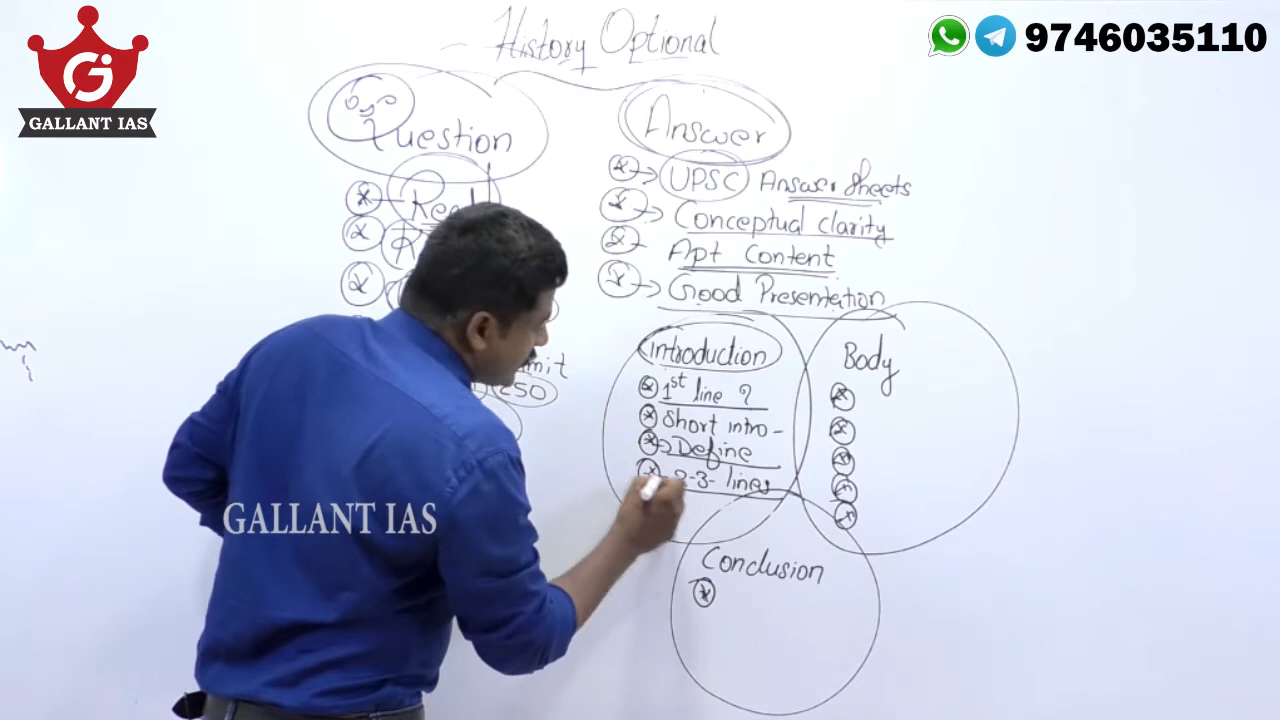 GALLANT IAS
9746035110
History Optional
Question
Answer
UPSC Answer sheets
Conceptual clarity
Apt Content
Good Presentation
250
Introduction
1st line ?
Short intro -
Define
2-3- lines
Body
Conclusion
GALLANT IAS